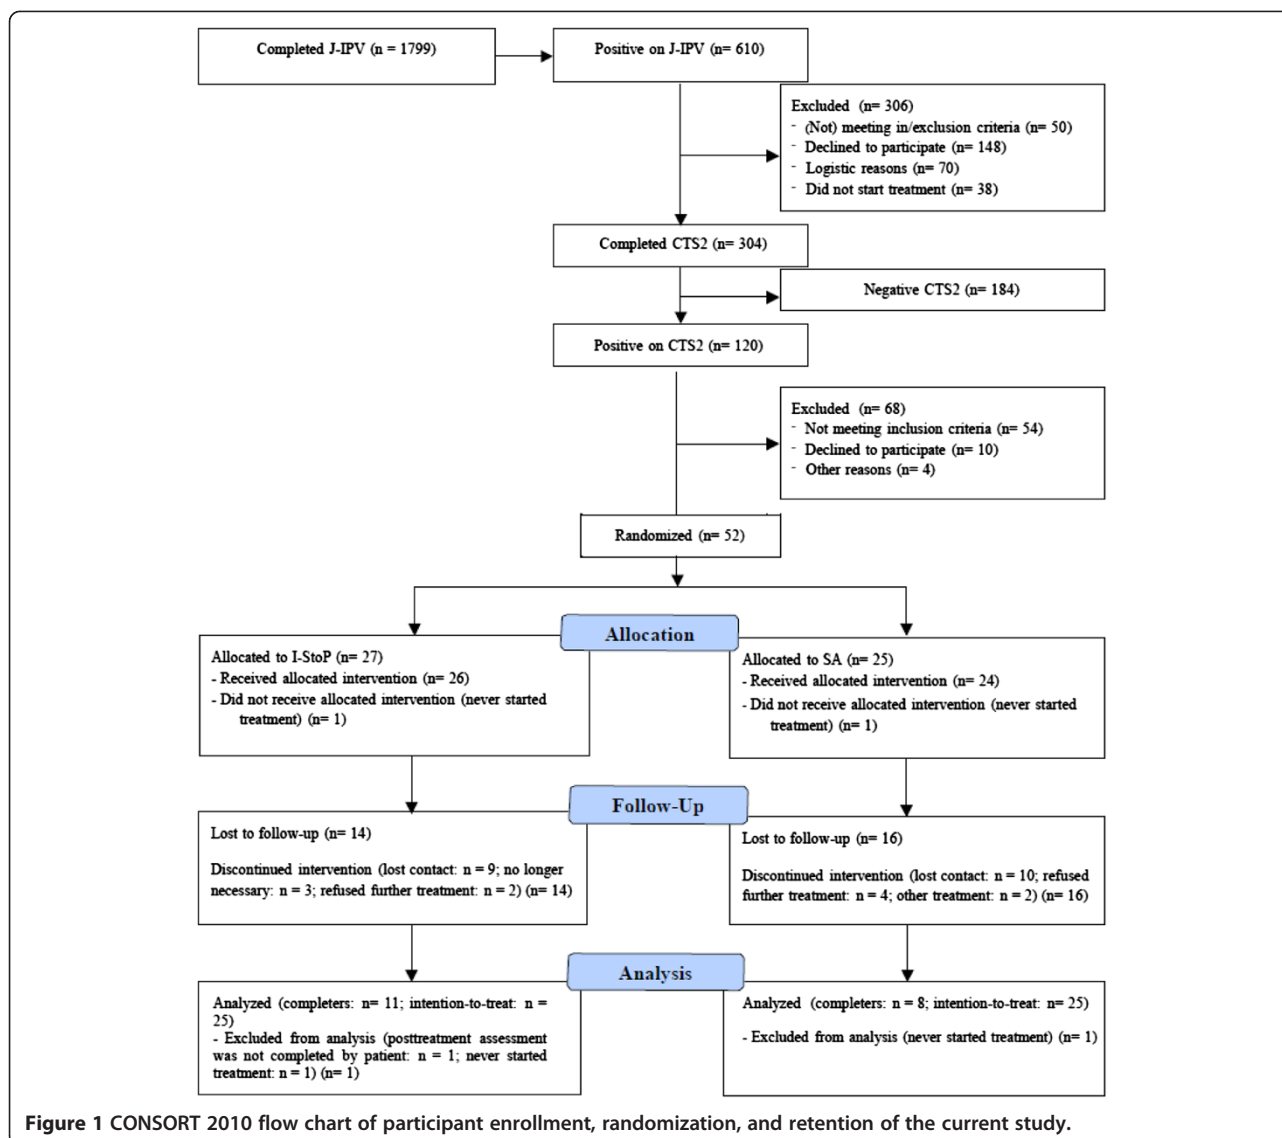 Completed J-IPV (n = 1799)
Positive on J-IPV (n= 610)
Excluded (n= 306)
- (Not) meeting in/exclusion criteria (n= 50)
- Declined to participate (n= 148)
- Logistic reasons (n= 70)
- Did not start treatment (n= 38)
Completed CTS2 (n= 304)
Negative CTS2 (n= 184)
Positive on CTS2 (n= 120)
Excluded (n= 68)
- Not meeting inclusion criteria (n= 54)
- Declined to participate (n= 10)
- Other reasons (n= 4)
Randomized (n= 52)
Allocation
Allocated to I-StoP (n= 27)
- Received allocated intervention (n= 26)
- Did not receive allocated intervention (never started
treatment) (n= 1)
Allocated to SA (n= 25)
- Received allocated intervention (n= 24)
- Did not receive allocated intervention (never started
treatment) (n= 1)
Follow-Up
Lost to follow-up (n= 14)
Discontinued intervention (lost contact: n = 9; no longer
necessary: n = 3; refused further treatment: n = 2) (n= 14)
Lost to follow-up (n= 16)
Discontinued intervention (lost contact: n = 10; refused
further treatment: n = 4; other treatment: n = 2) (n= 16)
Analysis
Analyzed (completers: n= 11; intention-to-treat: n =
25)
- Excluded from analysis (posttreatment assessment
was not completed by patient: n = 1; never started
treatment: n = 1) (n= 1)
Analyzed (completers: n = 8; intention-to-treat: n= 25)
- Excluded from analysis (never started treatment) (n= 1)
Figure 1 CONSORT 2010 flow chart of participant enrollment, randomization, and retention of the current study.